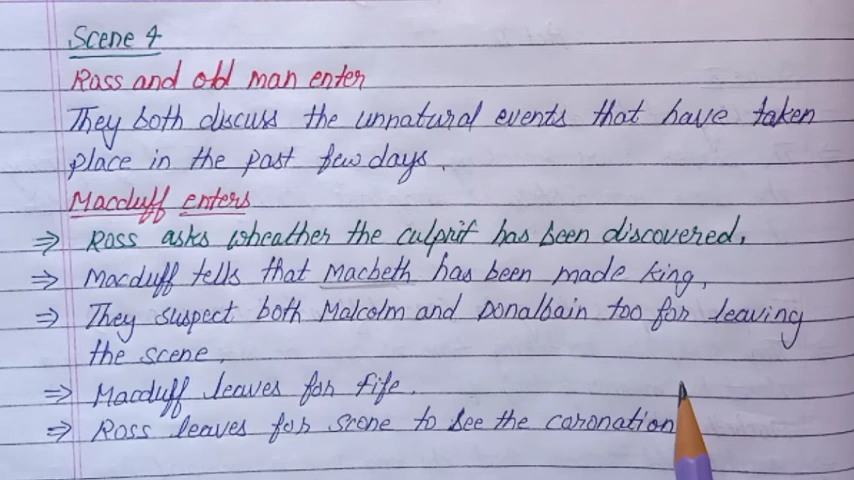 Scene 4
Ross and old man enter
They both discuss the unnatural events that have taken
place in the past few days.
Macduff enters
⇒ Ross asks wheather the culprit has been discovered.
⇒ Macduff tells that Macbeth has been made king.
⇒ They suspect both Malcolm and Donalbain too for leaving
the scene.
⇒ Macduff leaves for fife.
⇒ Ross leaves for scone to see the coronation